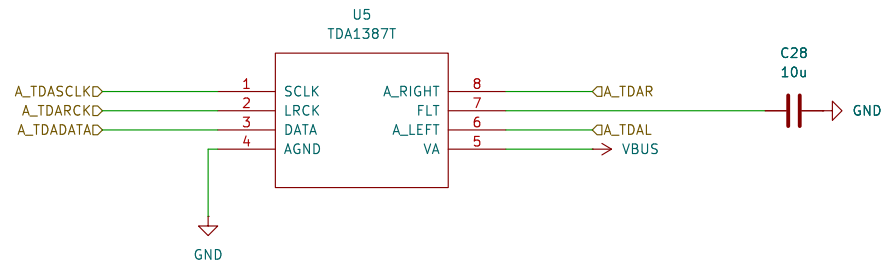 U5
TDA1387T
C28
10u
A_TDASCLK 1 SCLK A_RIGHT 8 A_TDAR
A_TDARCK 2 LRCK FLT 7 GND
A_TDADATA 3 DATA A_LEFT 6 A_TDAL
4 AGND VA 5 VBUS
GND